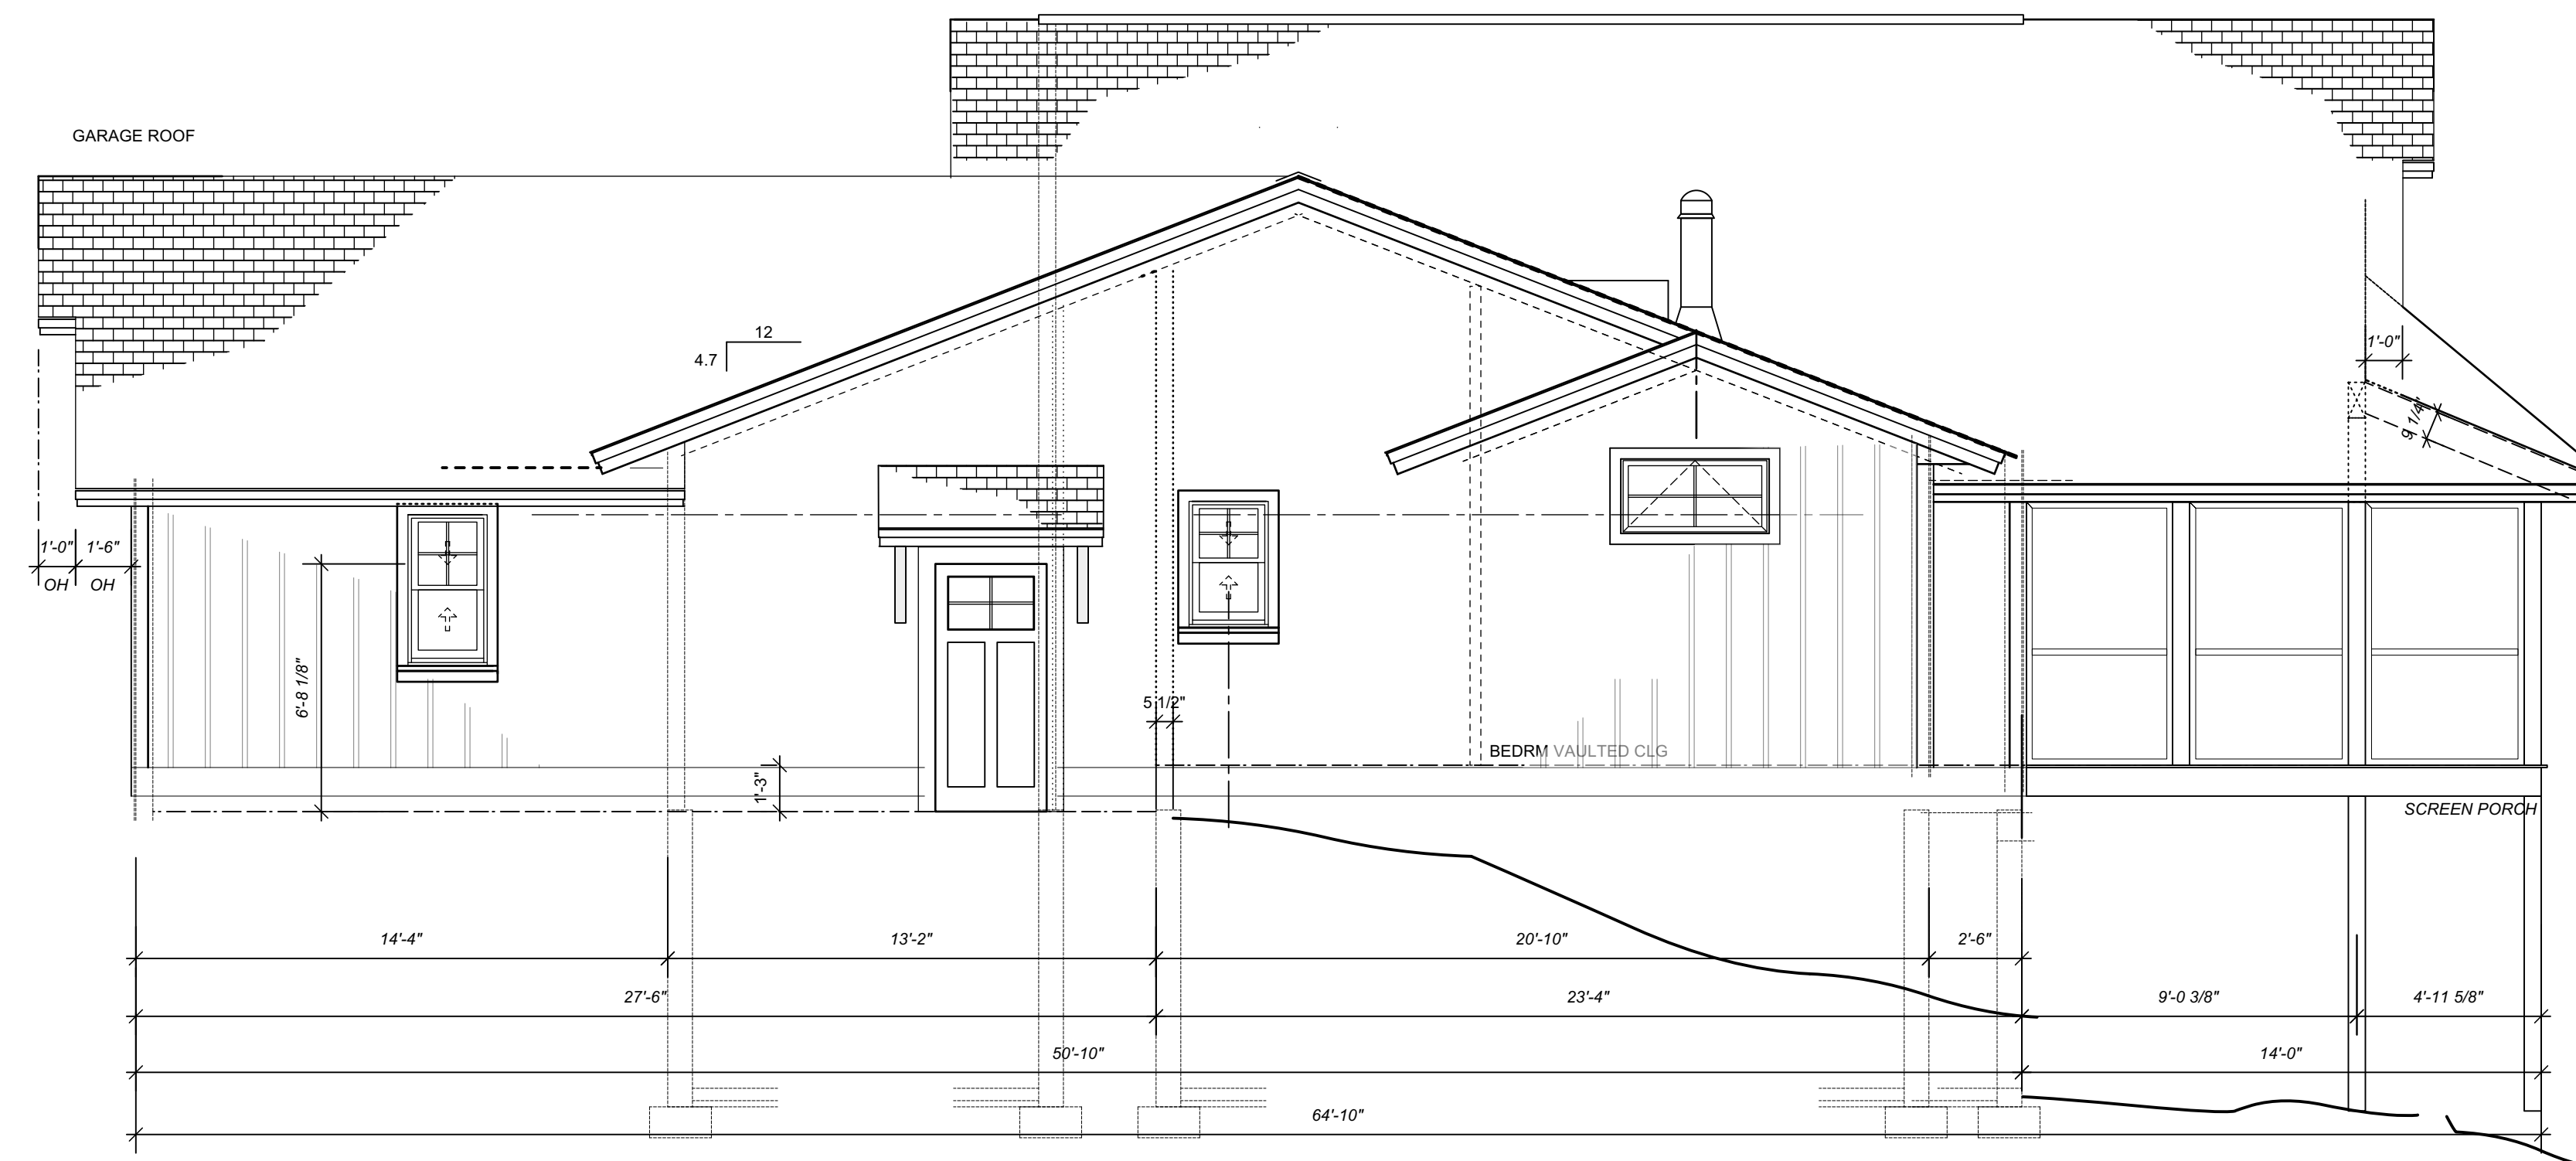 GARAGE ROOF
12
4.7
1'-0"
9 1/4"
1'-0" 1'-6"
OH OH
6'-8 1/8"
5 1/2"
BEDRM VAULTED CLG
1'-3"
SCREEN PORCH
14'-4" 13'-2" 20'-10" 2'-6"
27'-6" 23'-4" 9'-0 3/8" 4'-11 5/8"
50'-10" 14'-0"
64'-10"